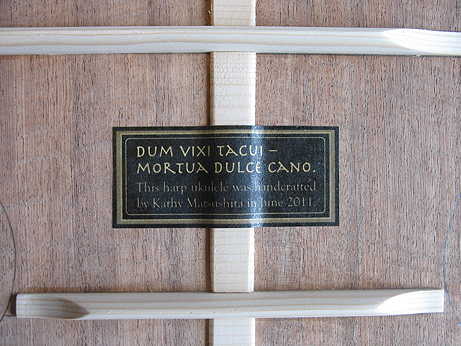 DUM VIXI TACUI –
MORTUA DULCE CANO.
This harp ukulele was handcrafted
by Kathy Matsushita in June 2011.